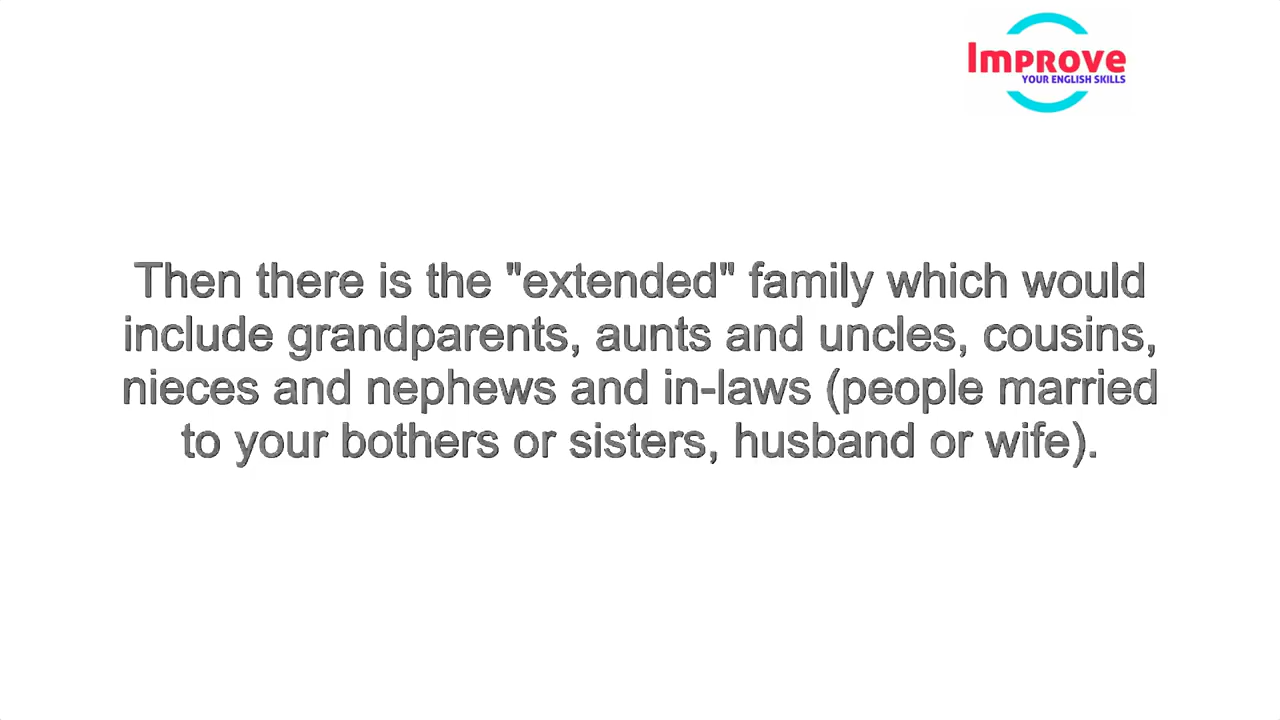 Improve
YOUR ENGLISH SKILLS
Then there is the "extended" family which would
include grandparents, aunts and uncles, cousins,
nieces and nephews and in-laws (people married
to your bothers or sisters, husband or wife).